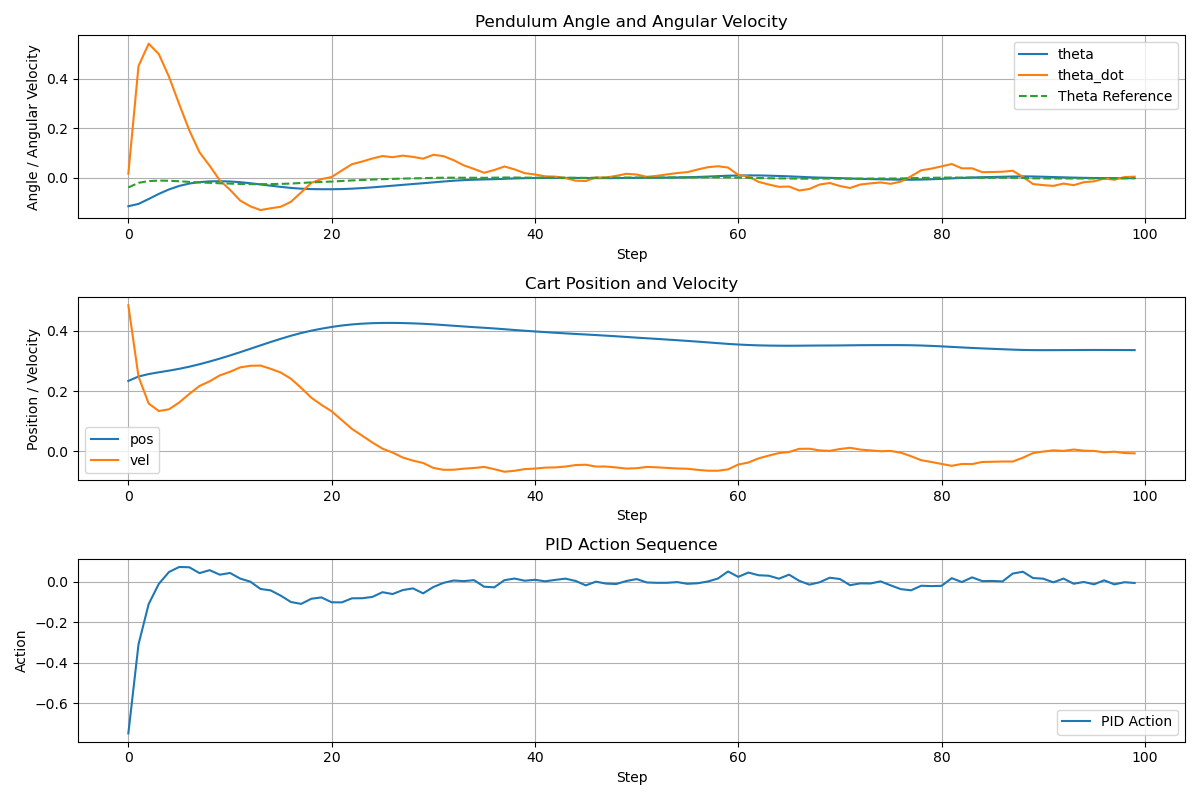 Pendulum Angle and Angular Velocity
Angle / Angular Velocity
0.4
0.2
0.0
theta
theta_dot
Theta Reference
0 20 40 60 80 100
Step
Cart Position and Velocity
Position / Velocity
0.4
0.2
0.0
pos
vel
0 20 40 60 80 100
Step
PID Action Sequence
Action
0.0
−0.2
−0.4
−0.6
PID Action
0 20 40 60 80 100
Step